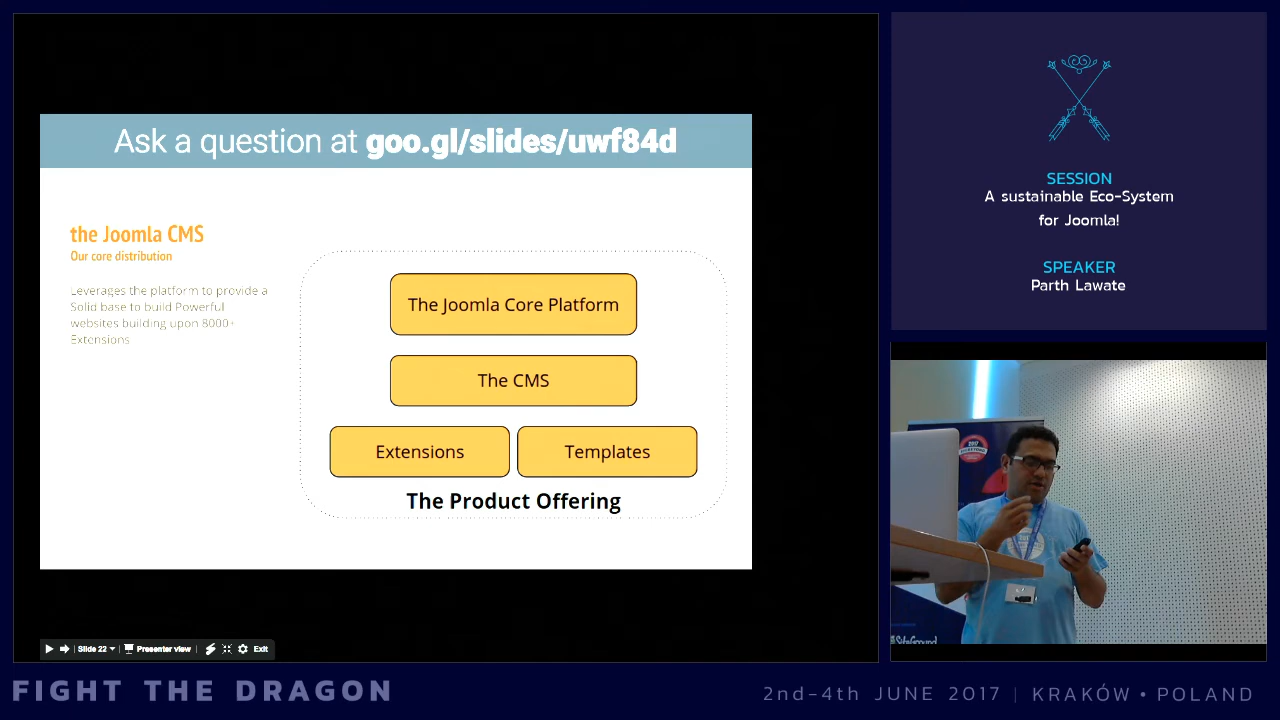 Ask a question at goo.gl/slides/uwf84d
the Joomla CMS
Our core distribution
Leverages the platform to provide a
Solid base to build Powerful
websites building upon 8000+
Extensions
The Joomla Core Platform
The CMS
Extensions
Templates
The Product Offering
Slide 22
Presenter view
Exit
SESSION
A sustainable Eco-System
for Joomla!
SPEAKER
Parth Lawate
2017
SiteGround
FIGHT THE DRAGON
2nd-4th JUNE 2017 | KRAKÓW • POLAND